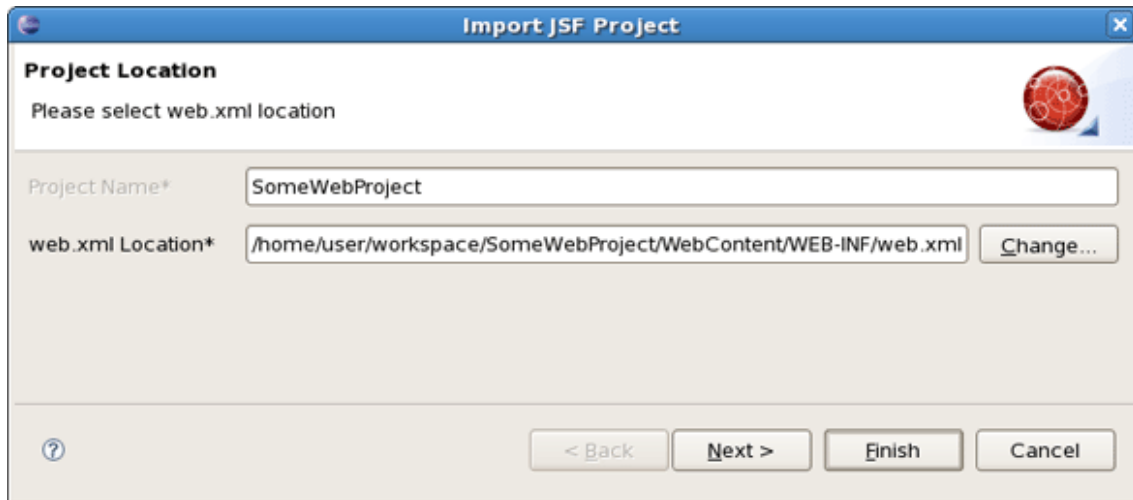 Import JSF Project
Project Location
Please select web.xml location
Project Name* SomeWebProject
web.xml Location* /home/user/workspace/SomeWebProject/WebContent/WEB-INF/web.xml Change...
< Back Next > Finish Cancel